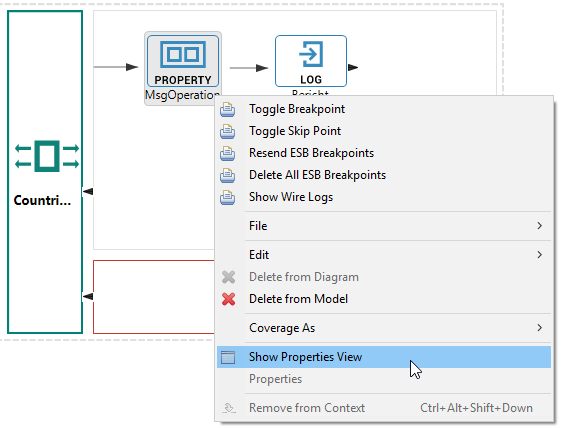 PROPERTY
MsgOperation
LOG
Bericht
Countri...
Toggle Breakpoint
Toggle Skip Point
Resend ESB Breakpoints
Delete All ESB Breakpoints
Show Wire Logs
File
Edit
Delete from Diagram
Delete from Model
Coverage As
Show Properties View
Properties
Remove from Context Ctrl+Alt+Shift+Down